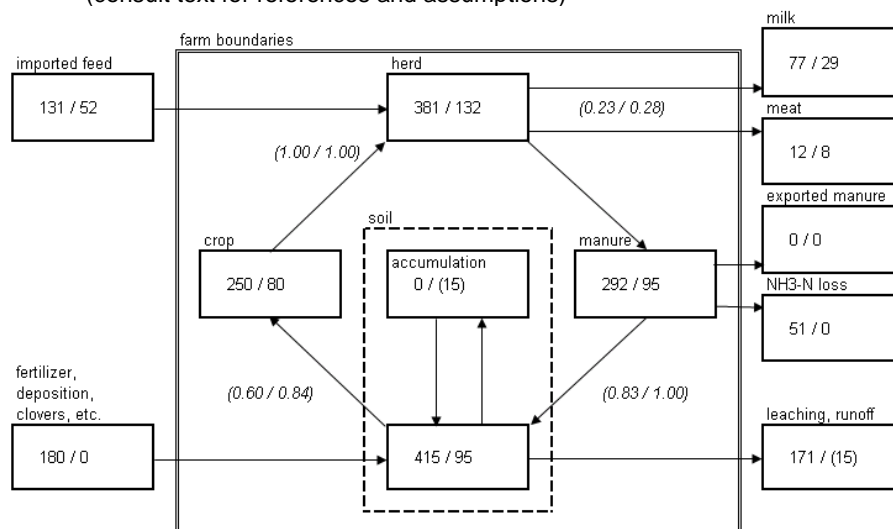 (consult text for references and assumptions)
milk
77 / 29
farm boundaries
imported feed
131 / 52
herd
381 / 132
(0.23 / 0.28)
meat
12 / 8
(1.00 / 1.00)
exported manure
0 / 0
soil
crop
250 / 80
accumulation
0 / (15)
manure
292 / 95
NH3-N loss
51 / 0
fertilizer,
deposition,
clovers, etc.
180 / 0
(0.60 / 0.84)
(0.83 / 1.00)
415 / 95
leaching, runoff
171 / (15)